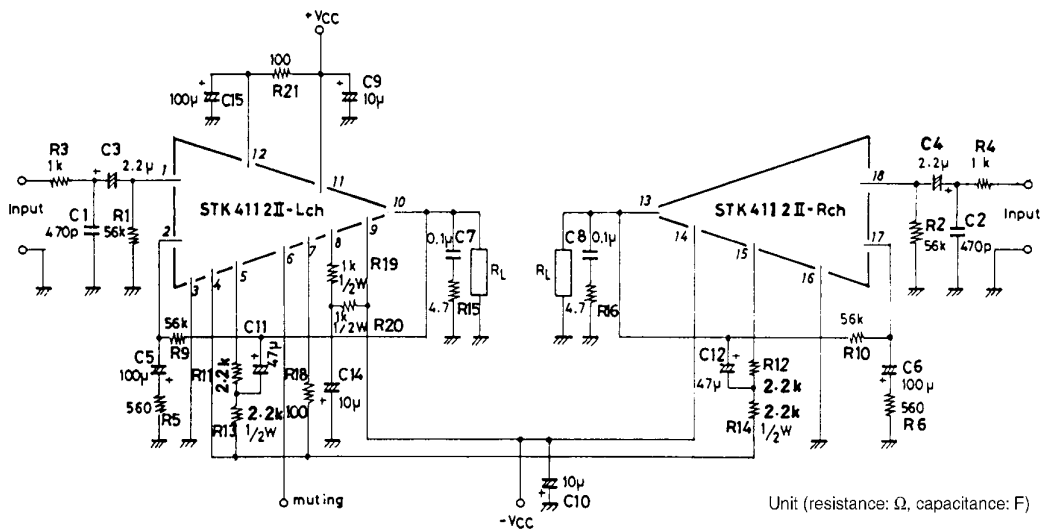 +VCC
100
R21
100µ
+
C15
+
C9
10µ
R3
1k
C3
+
2.2µ
1
12
11
10
Input
C1
470p
R1
56k
2
STK4112II-Lch
3
4
5
6
7
8
9
0.1µ
C7
RL
4.7
R15
1k
1/2W
R19
1k
1/2W
R20
56k
R9
C5
100µ
+
560
R5
R11
2.2k
C11
+
47µ
R13
2.2k
1/2W
R18
100
C14
+
10µ
muting
-VCC
10µ
+
C10
13
STK4112II-Rch
14
15
16
17
18
C8
0.1µ
RL
4.7
R16
C4
2.2µ
+
R4
1k
R2
56k
C2
470p
Input
56k
R10
C12
+
47µ
R12
2.2k
2.2k
R14
1/2W
C6
+
100µ
560
R6
Unit (resistance: Ω, capacitance: F)